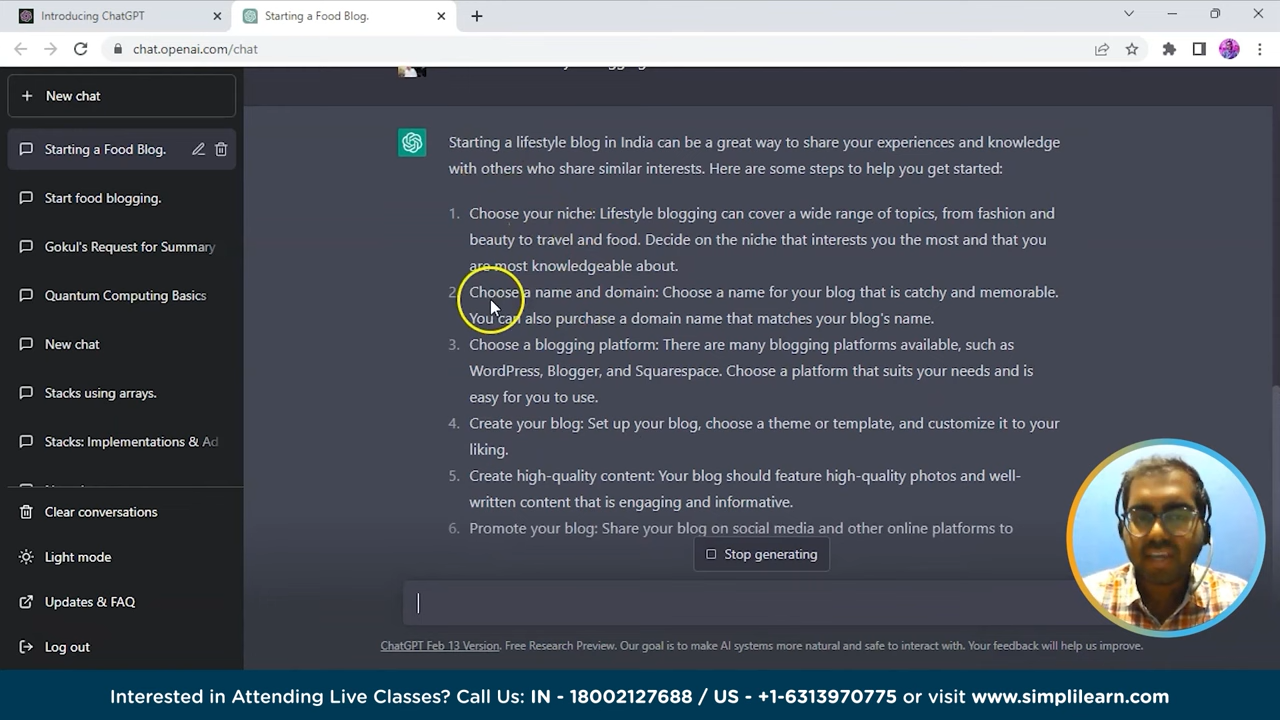 Introducing ChatGPT
Starting a Food Blog.
chat.openai.com/chat
New chat
Starting a Food Blog.
Start food blogging.
Gokul's Request for Summary
Quantum Computing Basics
New chat
Stacks using arrays.
Stacks: Implementations & Ad
Clear conversations
Light mode
Updates & FAQ
Log out
Starting a lifestyle blog in India can be a great way to share your experiences and knowledge
with others who share similar interests. Here are some steps to help you get started:
1. Choose your niche: Lifestyle blogging can cover a wide range of topics, from fashion and
beauty to travel and food. Decide on the niche that interests you the most and that you
are most knowledgeable about.
2. Choose a name and domain: Choose a name for your blog that is catchy and memorable.
You can also purchase a domain name that matches your blog's name.
3. Choose a blogging platform: There are many blogging platforms available, such as
WordPress, Blogger, and Squarespace. Choose a platform that suits your needs and is
easy for you to use.
4. Create your blog: Set up your blog, choose a theme or template, and customize it to your
liking.
5. Create high-quality content: Your blog should feature high-quality photos and well-
written content that is engaging and informative.
6. Promote your blog: Share your blog on social media and other online platforms to
Stop generating
ChatGPT Feb 13 Version. Free Research Preview. Our goal is to make AI systems more natural and safe to interact with. Your feedback will help us improve.
Interested in Attending Live Classes? Call Us: IN - 18002127688 / US - +1-6313970775 or visit www.simplilearn.com